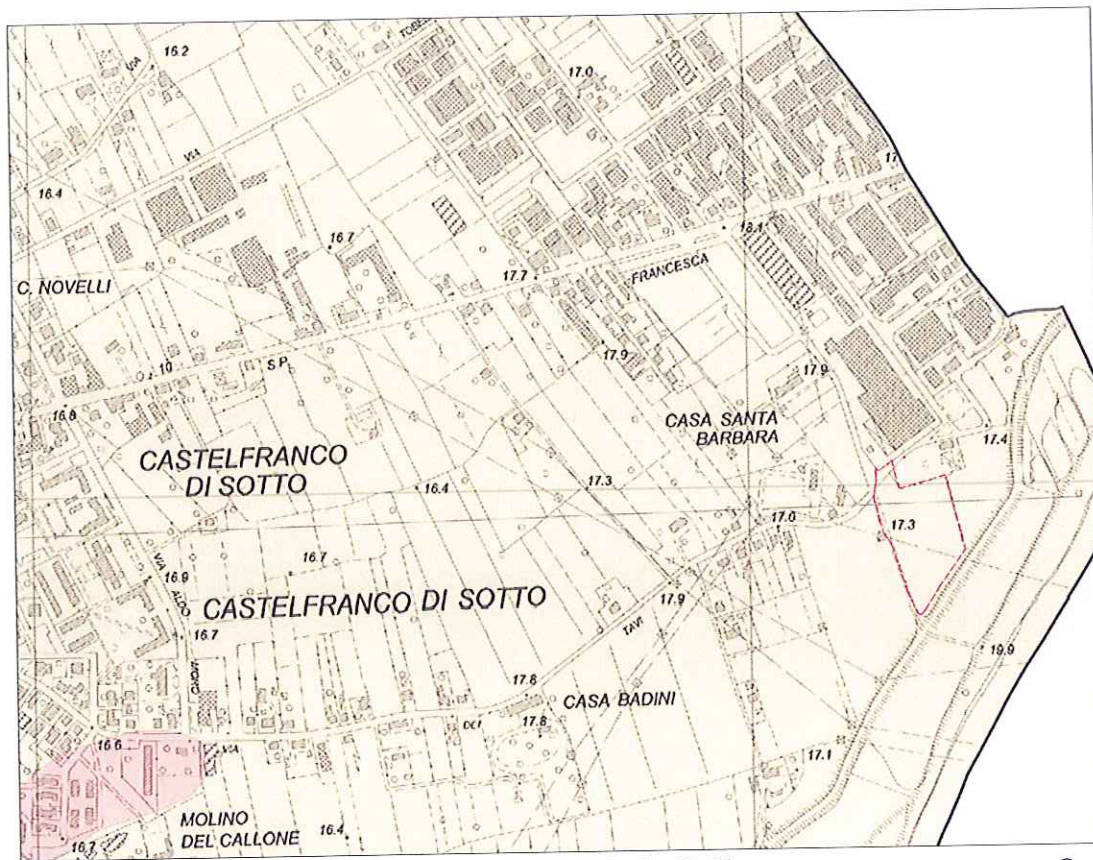 16.2
VIA
17.0
16.4
VIA
C. NOVELLI
16.7
17.7
FRANCESCA
18.1
S.P.
10
16.8
17.9
17.9
CASA SANTA
BARBARA
CASTELFRANCO
DI SOTTO
16.4
17.3
17.4
17.0
17.3
VIA
ALDO
MORO
16.9
16.7
16.7
CASTELFRANCO DI SOTTO
17.9
TAVI
19.9
17.8
CASA BADINI
DEI
17.8
VIA
16.6
17.1
MOLINO
DEL CALLONE
16.4
16.7